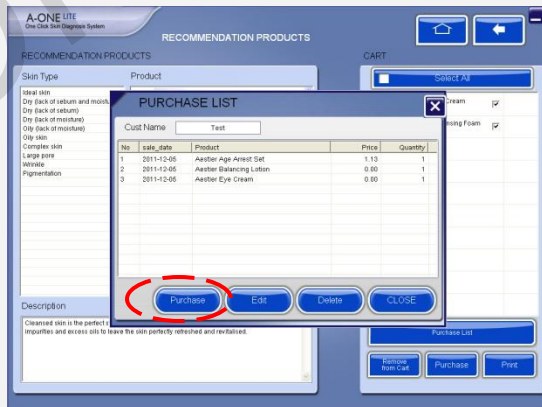 A-ONE LITE
One Click Skin Diagnosis System
RECOMMENDATION PRODUCTS
RECOMMENDATION PRODUCTS
CART
Skin Type
Product
Select All
Ideal skin
Dry (lack of sebum and moistu
Dry (lack of sebum)
Dry (lack of moisture)
Oily (lack of moisture)
Oily skin
Complex skin
Large pore
Wrinkle
Pigmentation
Cream
nsing Foam
PURCHASE LIST
X
Cust Name
Test
No sale_date Product Price Quantity
1 2011-12-06 Aestier Age Arrest Set 1.13 1
2 2011-12-06 Aestier Balancing Lotion 0.80 1
3 2011-12-06 Aestier Eye Cream 0.80 1
Purchase
Edit
Delete
CLOSE
Description
Cleansed skin is the perfect s
impurities and excess oils to leave the skin perfectly refreshed and revitalised.
Purchase List
Remove
from Cart
Purchase
Print